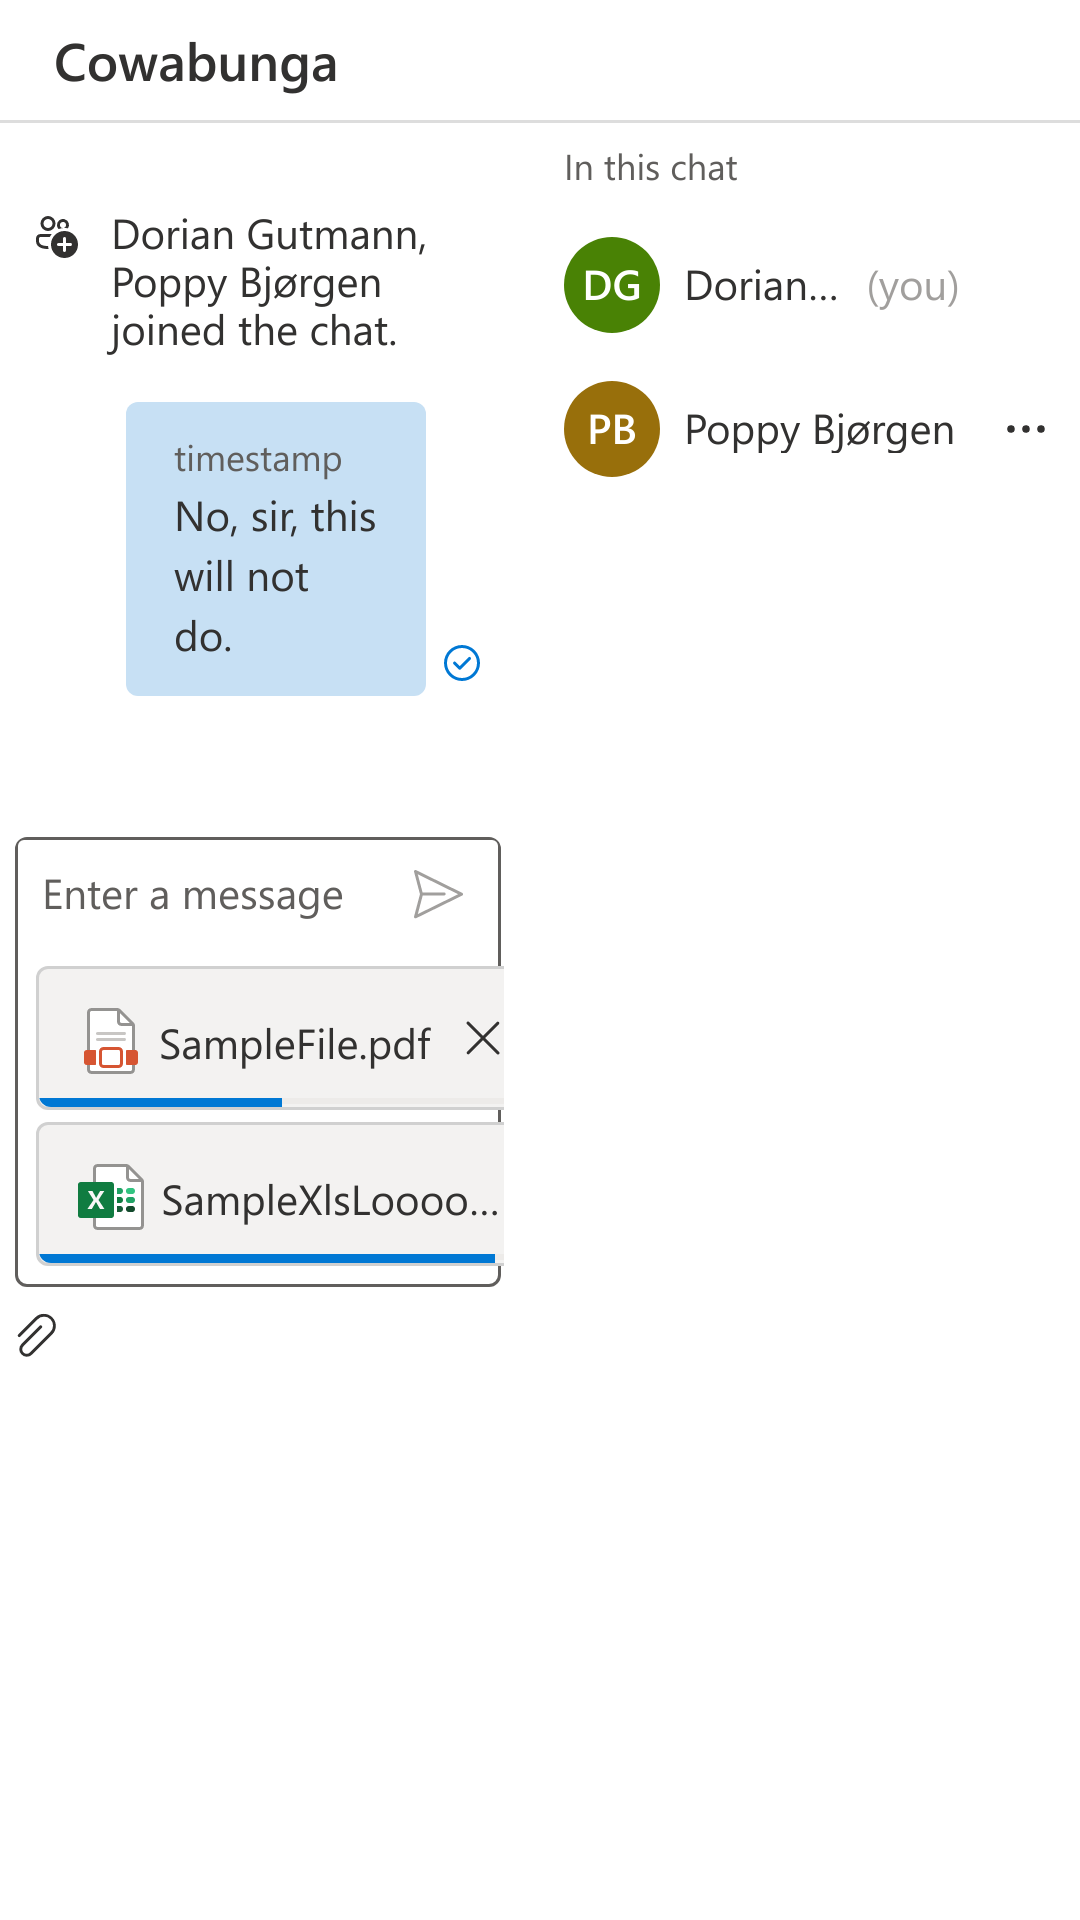 Cowabunga
Dorian Gutmann,
Poppy Bjørgen
joined the chat.
timestamp
No, sir, this
will not
do.
Enter a message
SampleFile.pdf
X
SampleXlsLoooo...
In this chat
DG Dorian... (you)
PB Poppy Bjørgen